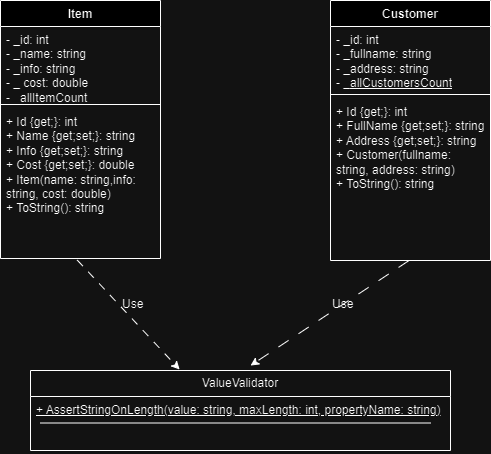 Item
- _id: int
- _name: string
- _info: string
- _ cost: double
- _allItemCount
+ Id {get;}: int
+ Name {get;set;}: string
+ Info {get;set;}: string
+ Cost {get;set;}: double
+ Item(name: string,info:
string, cost: double)
+ ToString(): string
Customer
- _id: int
- _fullname: string
- _address: string
- _allCustomersCount
+ Id {get;}: int
+ FullName {get;set;}: string
+ Address {get;set;}: string
+ Customer(fullname:
string, address: string)
+ ToString(): string
Use
Use
ValueValidator
+ AssertStringOnLength(value: string, maxLength: int, propertyName: string)